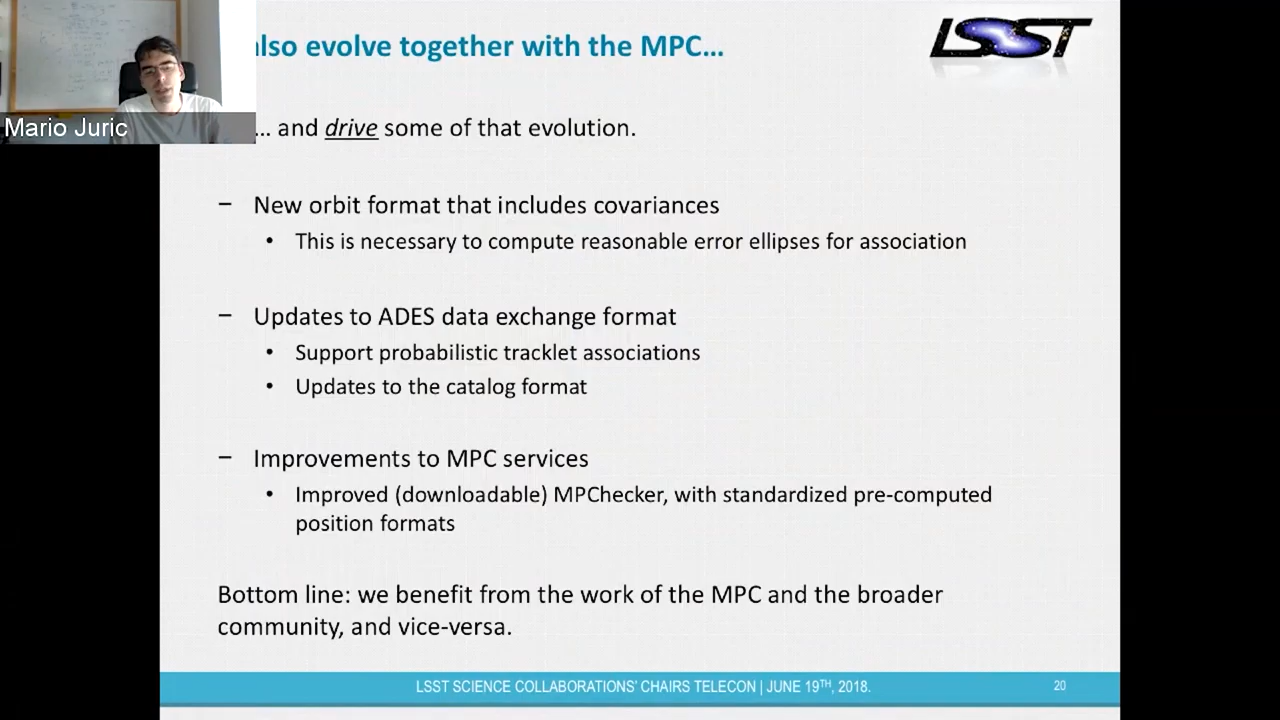 also evolve together with the MPC…
LSST
Mario Juric
… and drive some of that evolution.
– New orbit format that includes covariances
• This is necessary to compute reasonable error ellipses for association
– Updates to ADES data exchange format
• Support probabilistic tracklet associations
• Updates to the catalog format
– Improvements to MPC services
• Improved (downloadable) MPChecker, with standardized pre-computed
position formats
Bottom line: we benefit from the work of the MPC and the broader
community, and vice-versa.
LSST SCIENCE COLLABORATIONS’ CHAIRS TELECON | JUNE 19TH, 2018.
20